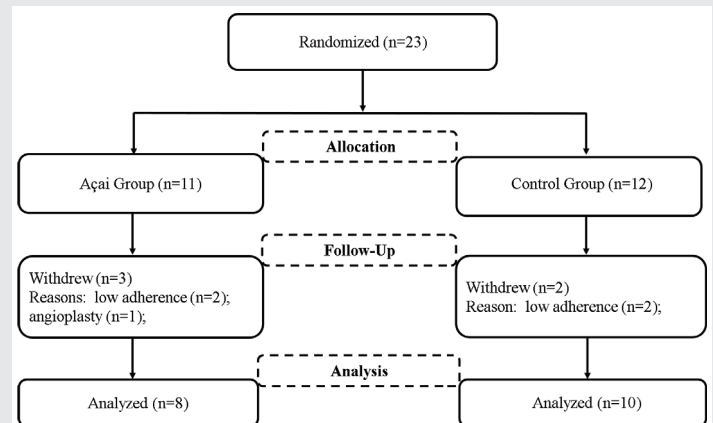 Randomized (n=23)
Allocation
Açai Group (n=11)
Control Group (n=12)
Follow-Up
Withdrew (n=3)
Reasons:  low adherence (n=2);
angioplasty (n=1);
Withdrew (n=2)
Reason:  low adherence (n=2);
Analysis
Analyzed (n=8)
Analyzed (n=10)